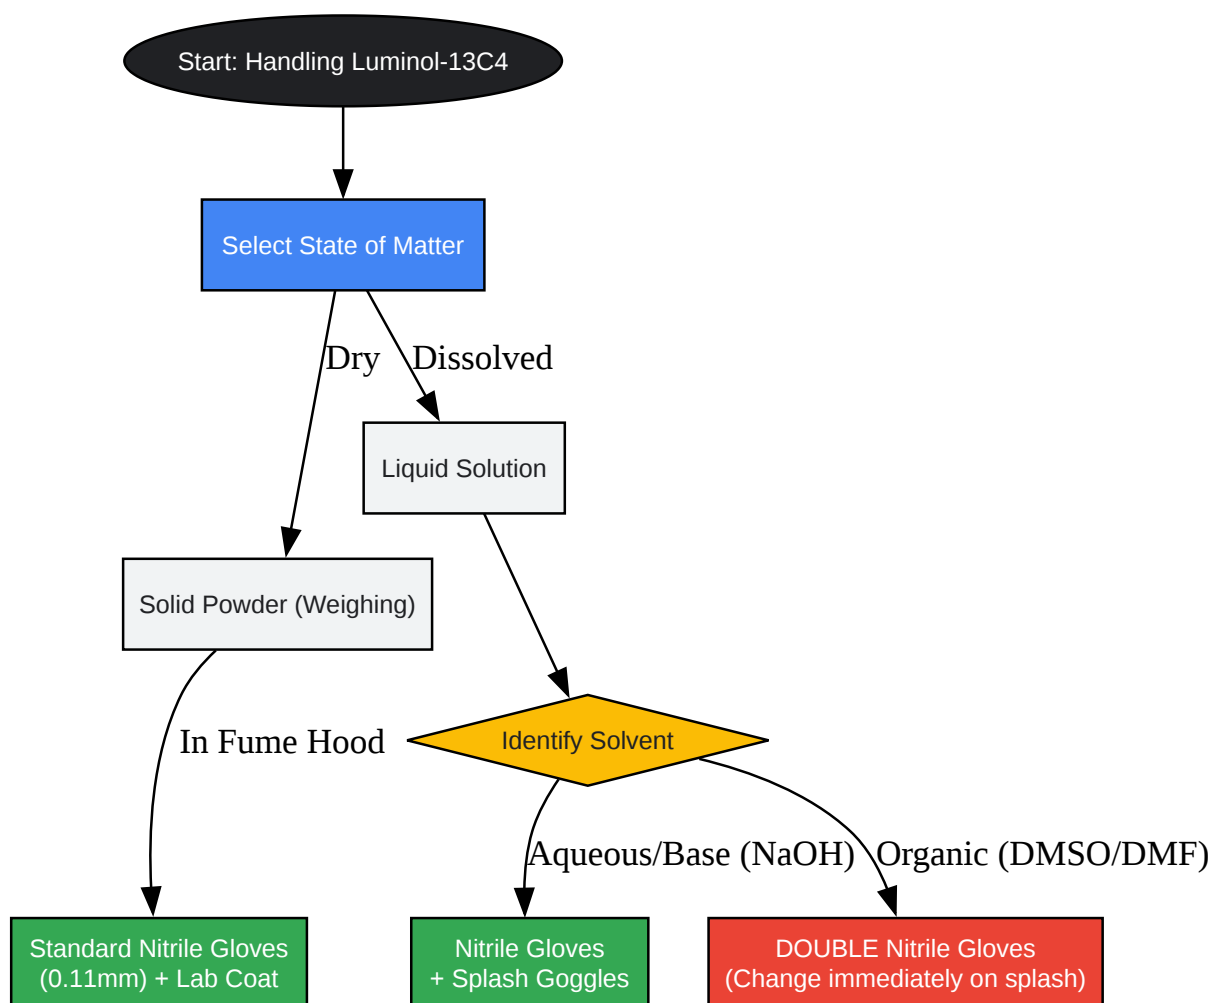 Start: Handling Luminol-13C4
Select State of Matter
Dry
Dissolved
Liquid Solution
Solid Powder (Weighing)
In Fume Hood
Identify Solvent
Aqueous/Base (NaOH)
Organic (DMSO/DMF)
Standard Nitrile Gloves
(0.11mm) + Lab Coat
Nitrile Gloves
+ Splash Goggles
DOUBLE Nitrile Gloves
(Change immediately on splash)